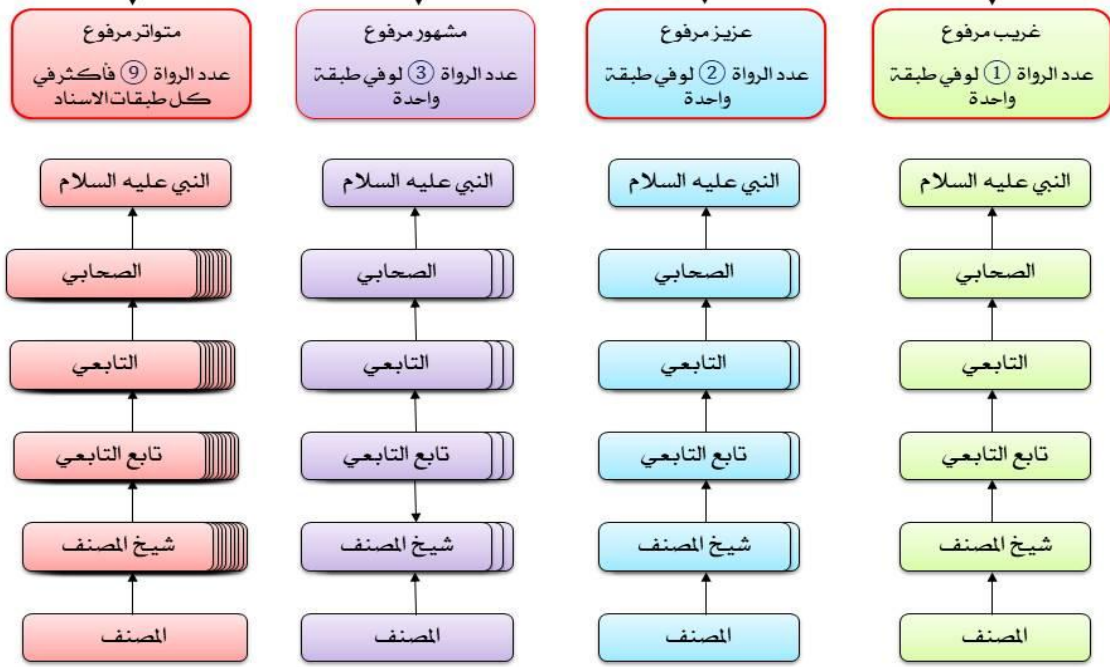 غريب مرفوع
عدد الرواة 1 لو في طبقة
واحدة
النبي عليه السلام
الصحابي
التابعي
تابع التابعي
شيخ المصنف
المصنف
عزيز مرفوع
عدد الرواة 2 لو في طبقة
واحدة
النبي عليه السلام
الصحابي
التابعي
تابع التابعي
شيخ المصنف
المصنف
مشهور مرفوع
عدد الرواة 3 لو في طبقة
واحدة
النبي عليه السلام
الصحابي
التابعي
تابع التابعي
شيخ المصنف
المصنف
متواتر مرفوع
عدد الرواة 9 فأكثر في
كل طبقات الاسناد
النبي عليه السلام
الصحابي
التابعي
تابع التابعي
شيخ المصنف
المصنف